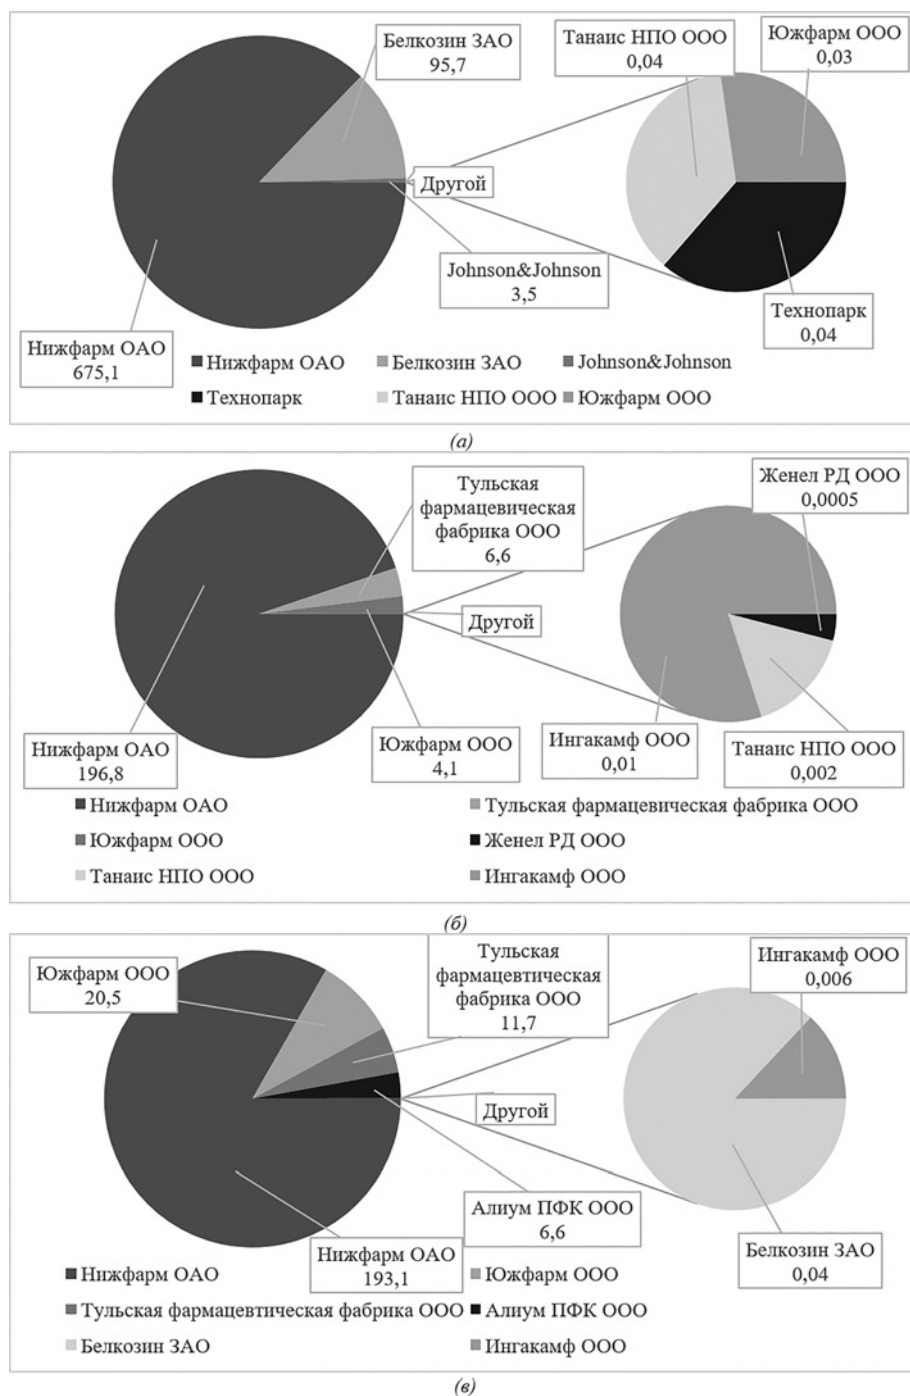 Белкозин ЗАО
95,7
Танаис НПО ООО
0,04
Южфарм ООО
0,03
Другой
Johnson&Johnson
3,5
Технопарк
0,04
Нижфарм ОАО
675,1
Нижфарм ОАО
Белкозин ЗАО
Johnson&Johnson
Технопарк
Танаис НПО ООО
Южфарм ООО
(а)
Тульская
фармацевическая
фабрика ООО
6,6
Женел РД ООО
0,0005
Другой
Нижфарм ОАО
196,8
Южфарм ООО
4,1
Ингакамф ООО
0,01
Танаис НПО ООО
0,002
Нижфарм ОАО
Тульская фармацевическая фабрика ООО
Южфарм ООО
Женел РД ООО
Танаис НПО ООО
Ингакамф ООО
(б)
Южфарм ООО
20,5
Тульская
фармацевтическая
фабрика ООО
11,7
Ингакамф ООО
0,006
Другой
Алиум ПФК ООО
6,6
Нижфарм ОАО
193,1
Белкозин ЗАО
0,04
Нижфарм ОАО
Южфарм ООО
Тульская фармацевтическая фабрика ООО
Алиум ПФК ООО
Белкозин ЗАО
Ингакамф ООО
(в)